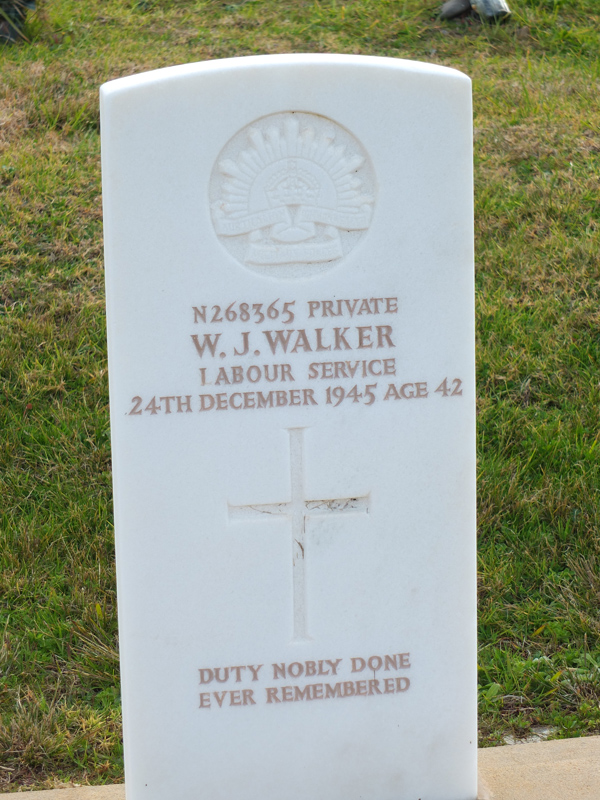 N268365 PRIVATE
W. J. WALKER
LABOUR SERVICE
24TH DECEMBER 1945 AGE 42
DUTY NOBLY DONE
EVER REMEMBERED